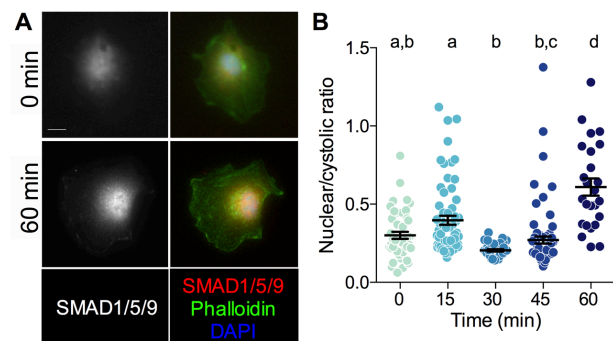 A
0 min
60 min
SMAD1/5/9
SMAD1/5/9
Phalloidin
DAPI
B
a,b a b b,c d
1.5
1.0
0.5
0.0
Nuclear/cystolic ratio
0 15 30 45 60
Time (min)